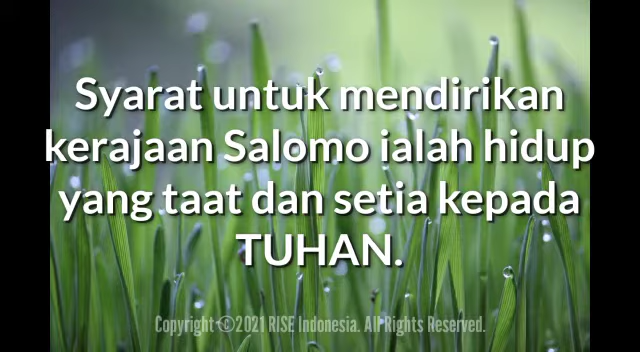 Syarat untuk mendirikan
kerajaan Salomo ialah hidup
yang taat dan setia kepada
TUHAN.
Copyright ©2021 RISE Indonesia. All Rights Reserved.